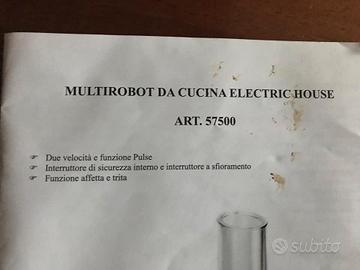 MULTIROBOT DA CUCINA ELECTRIC HOUSE
ART. 57500
Due velocità e funzione Pulse
Interruttore di sicurezza interno e interruttore a sfioramento
Funzione affetta e trita
subito